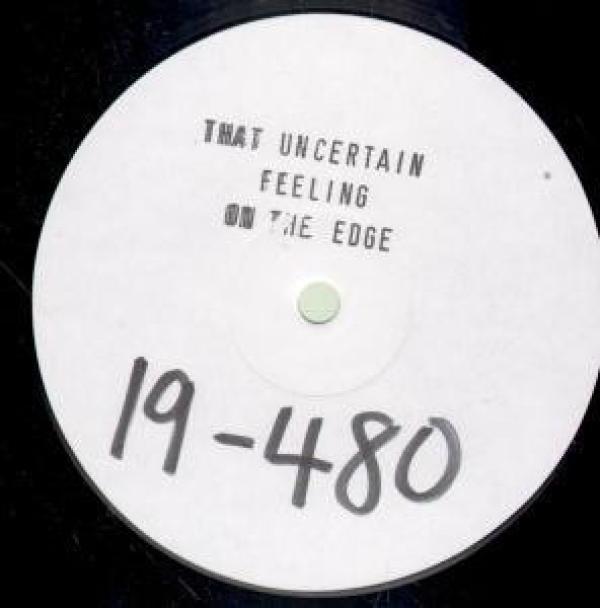 THAT UNCERTAIN
FEELING
ON THE EDGE
19-480